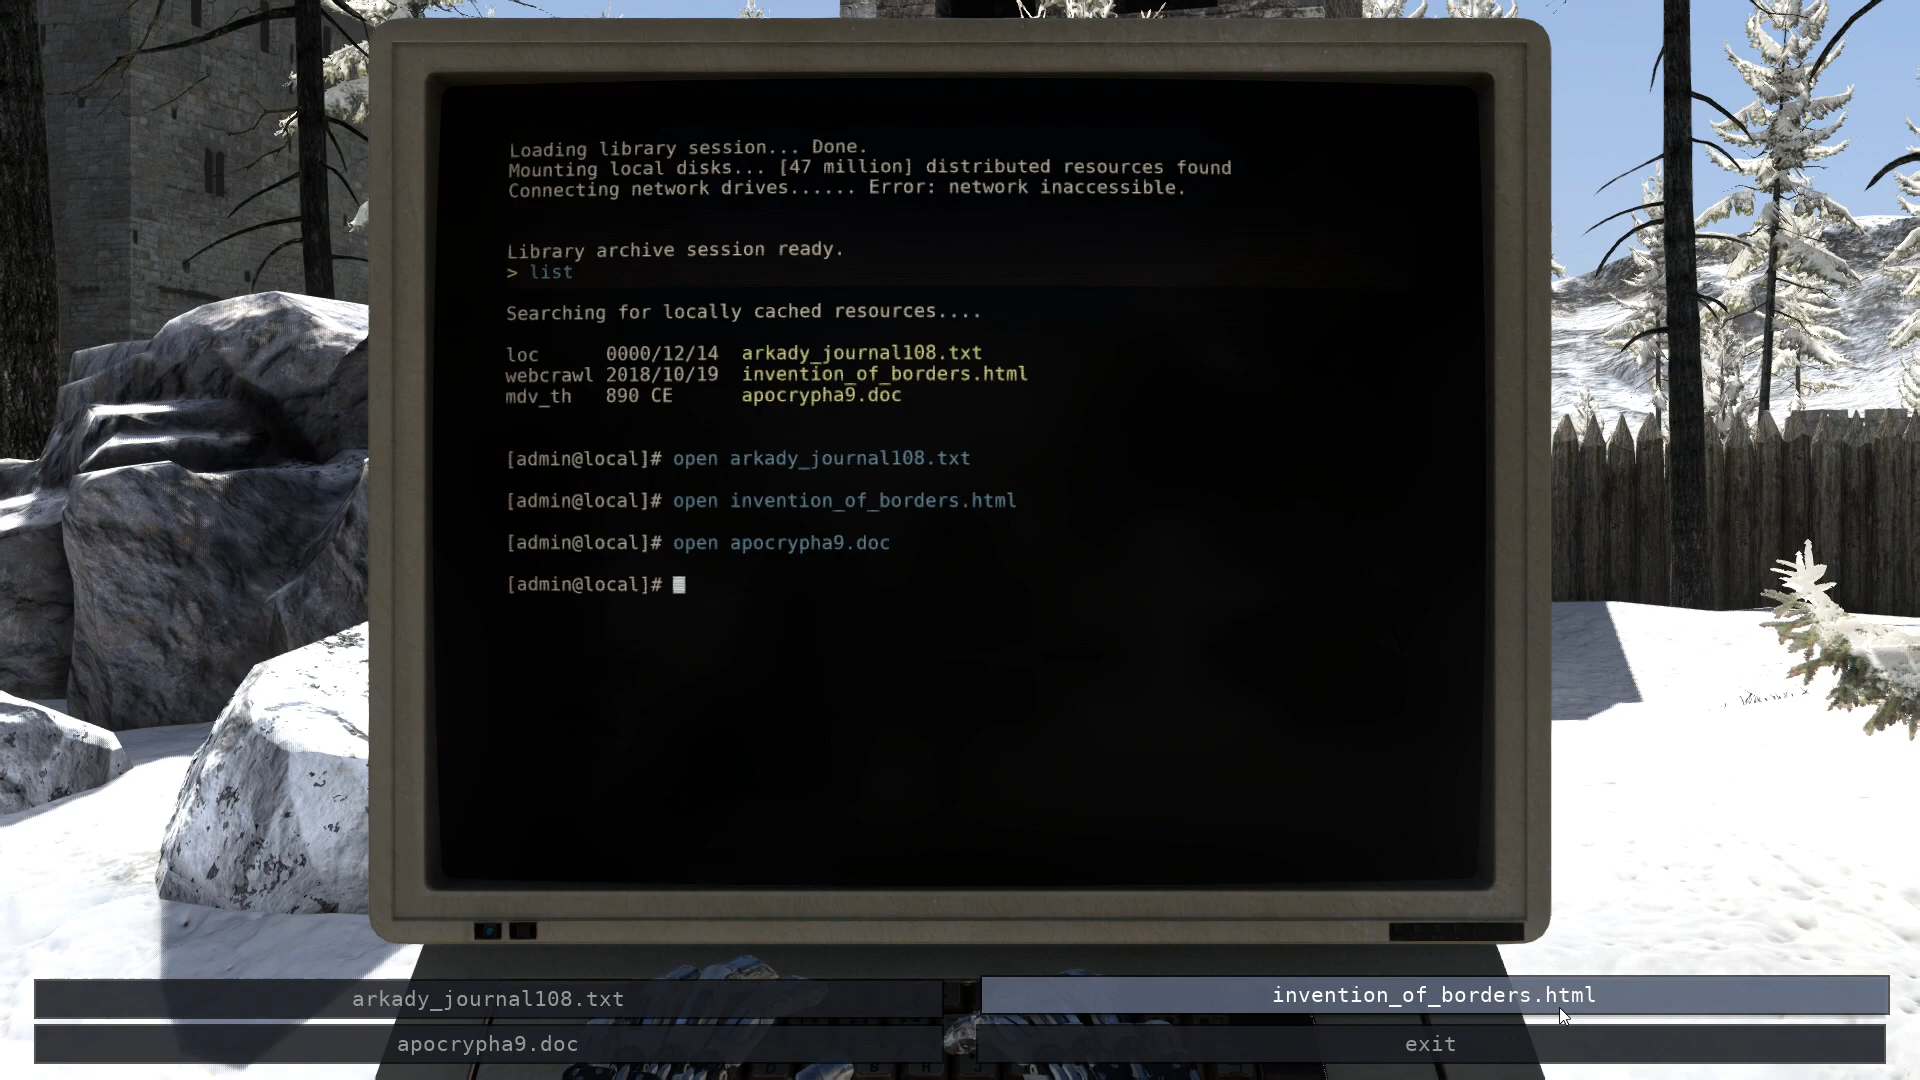 Loading library session... Done.
Mounting local disks... [47 million] distributed resources found
Connecting network drives...... Error: network inaccessible.
Library archive session ready.
> list
Searching for locally cached resources....
loc 0000/12/14 arkady_journal108.txt
webcrawl 2018/10/19 invention_of_borders.html
mdv_th 890 CE apocrypha9.doc
[admin@local]# open arkady_journal108.txt
[admin@local]# open invention_of_borders.html
[admin@local]# open apocrypha9.doc
[admin@local]#
arkady_journal108.txt
invention_of_borders.html
apocrypha9.doc
exit